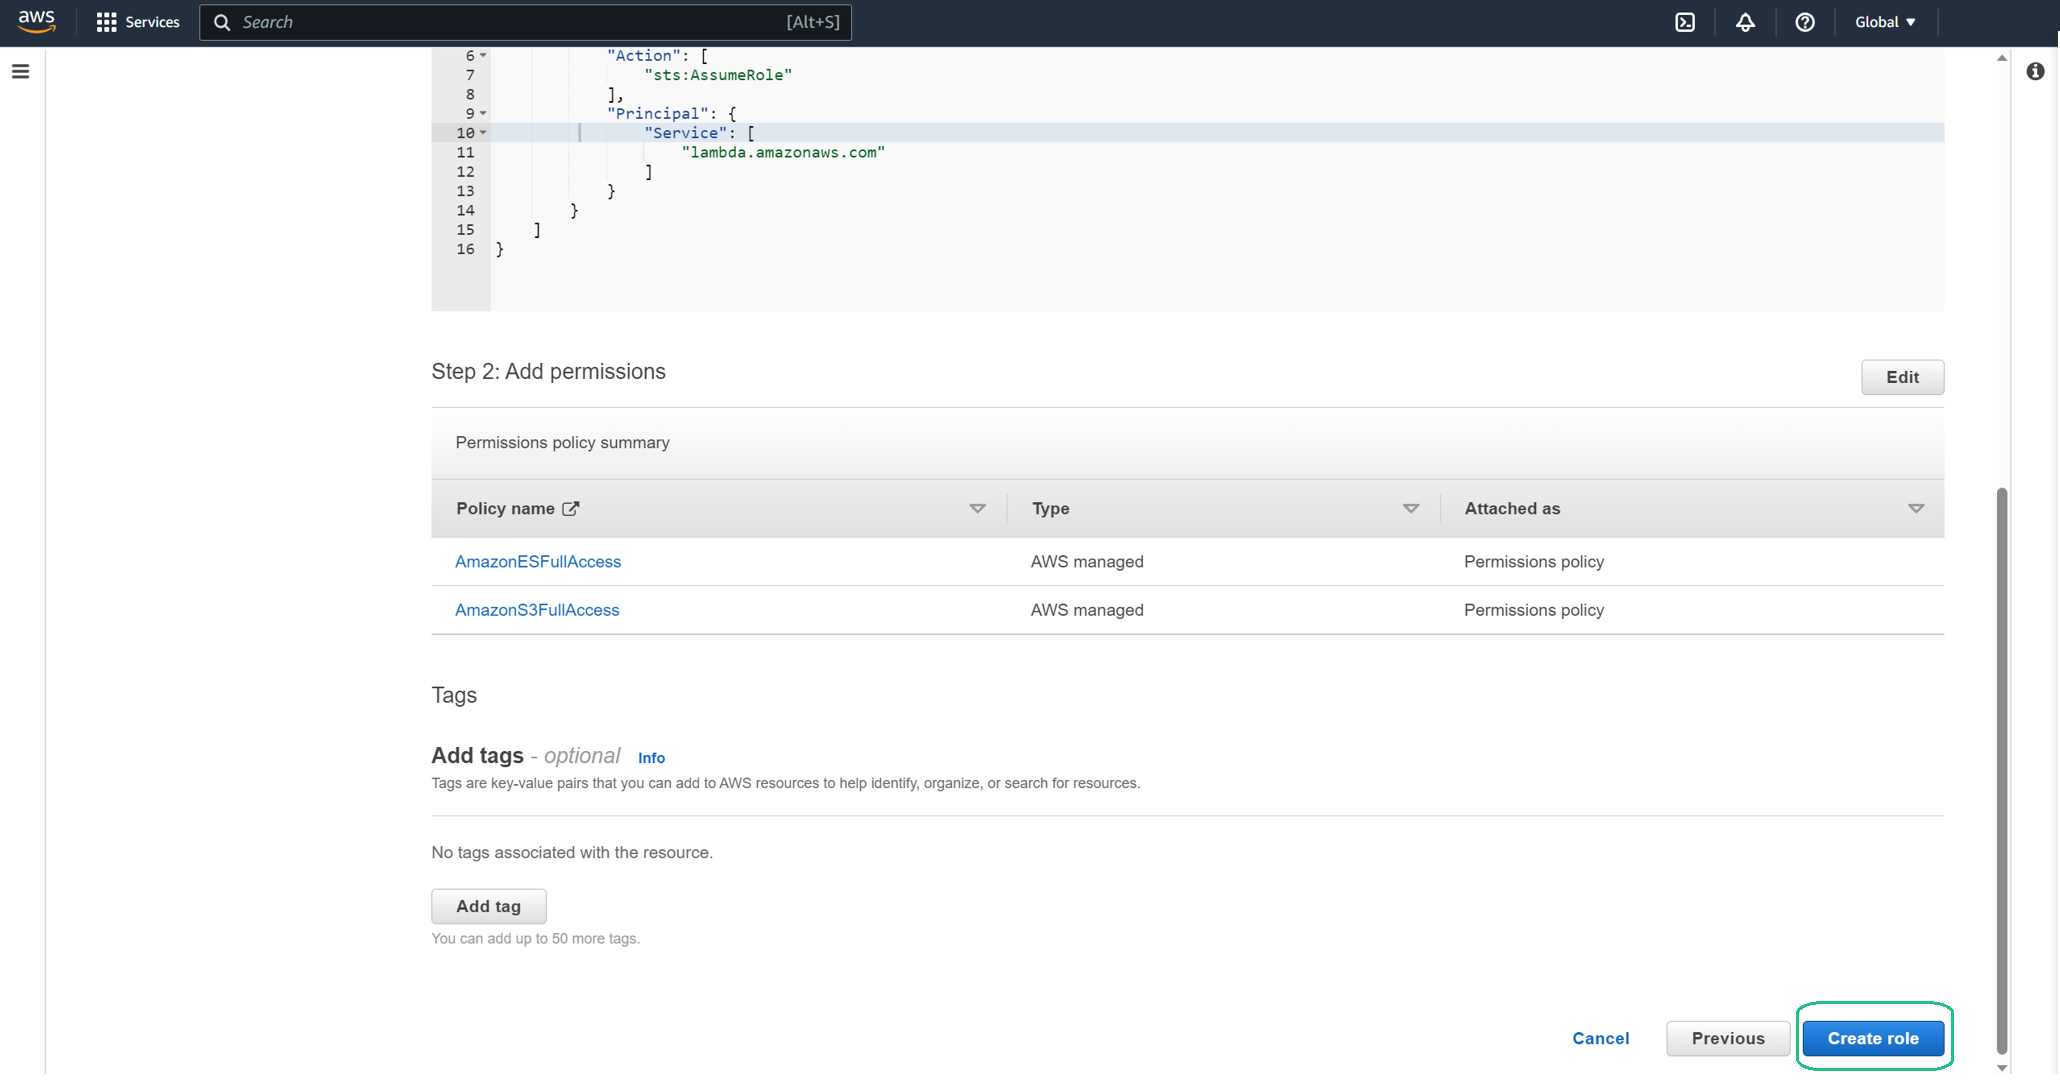 aws
Services
Search [Alt+S]
Global
6 "Action": [
7 "sts:AssumeRole"
8 ],
9 "Principal": {
10 "Service": [
11 "lambda.amazonaws.com"
12 ]
13 }
14 }
15 ]
16 }
Step 2: Add permissions
Edit
Permissions policy summary
Policy name Type Attached as
AmazonESFullAccess AWS managed Permissions policy
AmazonS3FullAccess AWS managed Permissions policy
Tags
Add tags - optional Info
Tags are key-value pairs that you can add to AWS resources to help identify, organize, or search for resources.
No tags associated with the resource.
Add tag
You can add up to 50 more tags.
Cancel Previous Create role